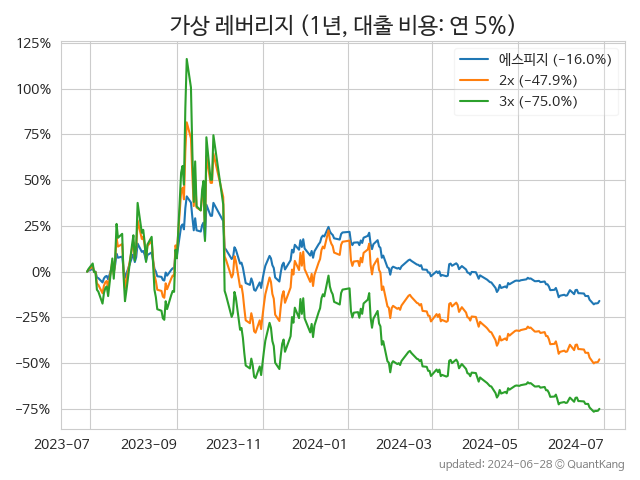 가상 레버리지 (1년, 대출 비용: 연 5%)
125%
100%
75%
50%
25%
0%
−25%
−50%
−75%
에스피지 (−16.0%)
2x (−47.9%)
3x (−75.0%)
2023-07 2023-09 2023-11 2024-01 2024-03 2024-05 2024-07
updated: 2024-06-28 © QuantKang